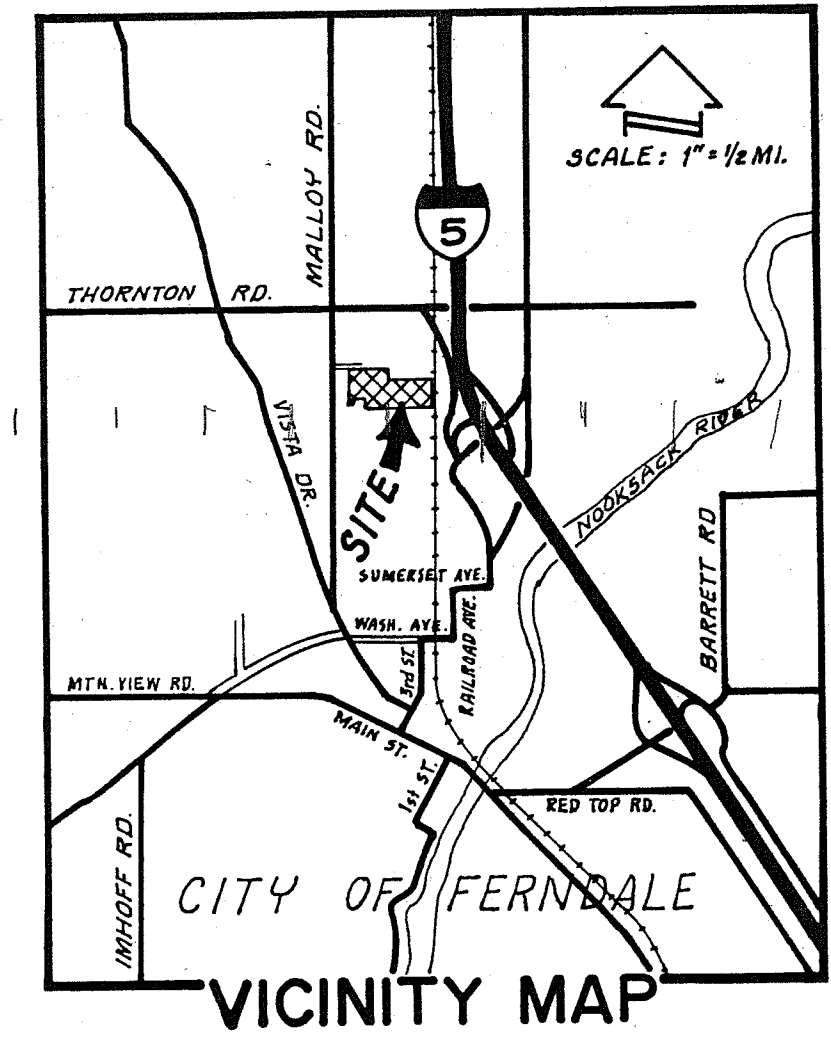 SCALE: 1"=½ MI.
MALLOY RD.
5
THORNTON RD.
VISTA DR.
SITE
NOOKSACK RIVER
BARRETT RD
SUMERSET AVE.
WASH. AVE.
RAILROAD AVE.
3rd ST.
MTN. VIEW RD.
MAIN ST.
1st ST.
RED TOP RD.
IMHOFF RD.
CITY OF FERNDALE
VICINITY MAP